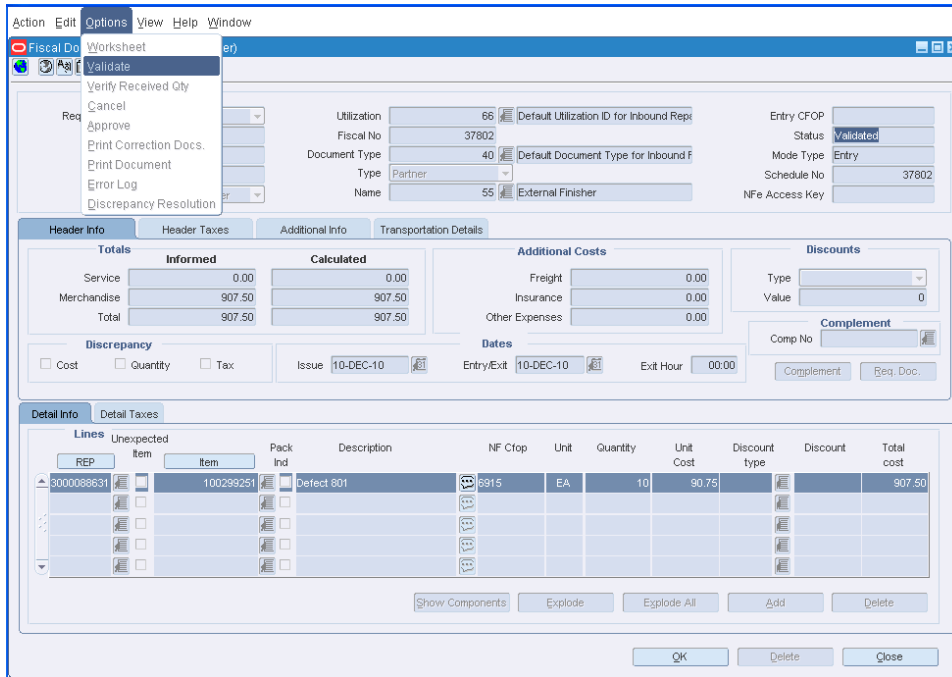 Action Edit Options View Help Window
Fiscal Do er)
Worksheet
Validate
Verify Received Qty
Cancel
Approve
Print Correction Docs.
Print Document
Error Log
Discrepancy Resolution
Req
Utilization 66 Default Utilization ID for Inbound Rep
Entry CFOP
Fiscal No 37802
Status Validated
Document Type 40 Default Document Type for Inbound F
Mode Type Entry
Type Partner
Schedule No 37802
er
Name 55 External Finisher
NFe Access Key
Header Info Header Taxes Additional Info Transportation Details
Totals
Informed Calculated
Service 0.00 0.00
Merchandise 907.50 907.50
Total 907.50 907.50
Additional Costs
Freight 0.00
Insurance 0.00
Other Expenses 0.00
Discounts
Type
Value 0
Complement
Comp No
Complement Req. Doc.
Discrepancy
Cost Quantity Tax
Dates
Issue 10-DEC-10 Entry/Exit 10-DEC-10 Exit Hour 00:00
Detail Info Detail Taxes
Lines
REP Unexpected Item Item Pack Ind Description NF Cfop Unit Quantity Unit Cost Discount type Discount Total cost
3000088631 100299251 Defect 801 6915 EA 10 90.75 907.50
Show Components Explode Explode All Add Delete
OK Delete Close